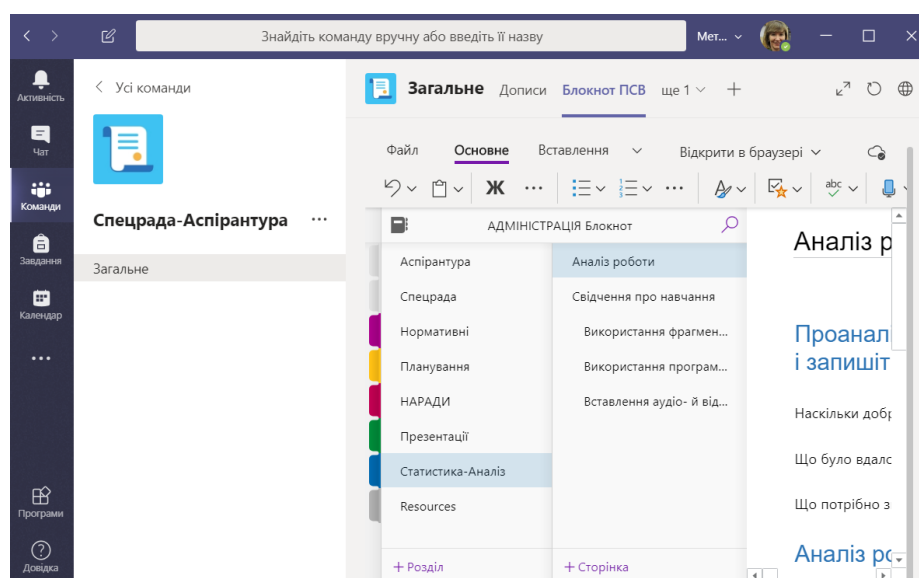 Знайдіть команду вручну або введіть її назву
Мет...
Активність
Чат
Команди
Завдання
Календар
Програми
Довідка
Усі команди
Спецрада-Аспірантура ...
Загальне
Загальне Дописи Блокнот ПСВ ще 1
Файл Основне Вставлення Відкрити в браузері
Ж ... abc
АДМІНІСТРАЦІЯ Блокнот
Аспірантура
Спецрада
Нормативні
Планування
НАРАДИ
Презентації
Статистика-Аналіз
Resources
+ Розділ
Аналіз роботи
Свідчення про навчання
Використання фрагмен...
Використання програм...
Вставлення аудіо- й від...
+ Сторінка
Аналіз р
Проанал
і запишіт
Наскільки доб
Що було вдалс
Що потрібно з
Аналіз рс